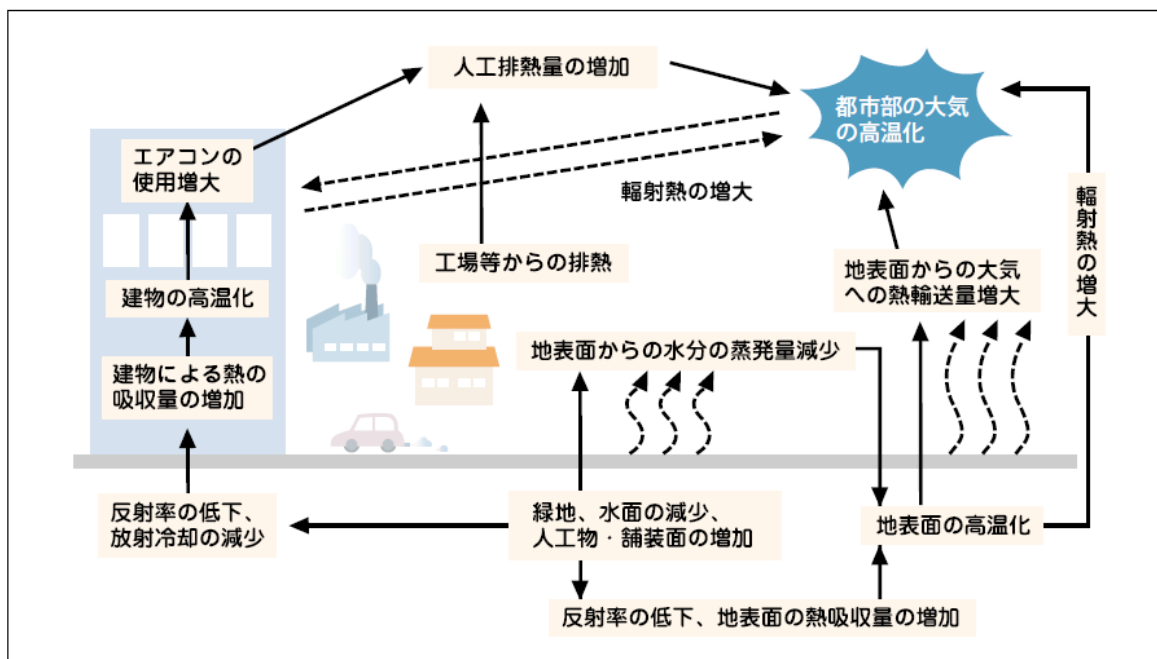 人工排熱量の増加
都市部の大気
の高温化
エアコンの
使用増大
輻射熱の増大
輻射熱の増大
工場等からの排熱
地表面からの大気
への熱輸送量増大
建物の高温化
地表面からの水分の蒸発量減少
建物による熱の
吸収量の増加
反射率の低下、
放射冷却の減少
緑地、水面の減少、
人工物・舗装面の増加
地表面の高温化
反射率の低下、地表面の熱吸収量の増加